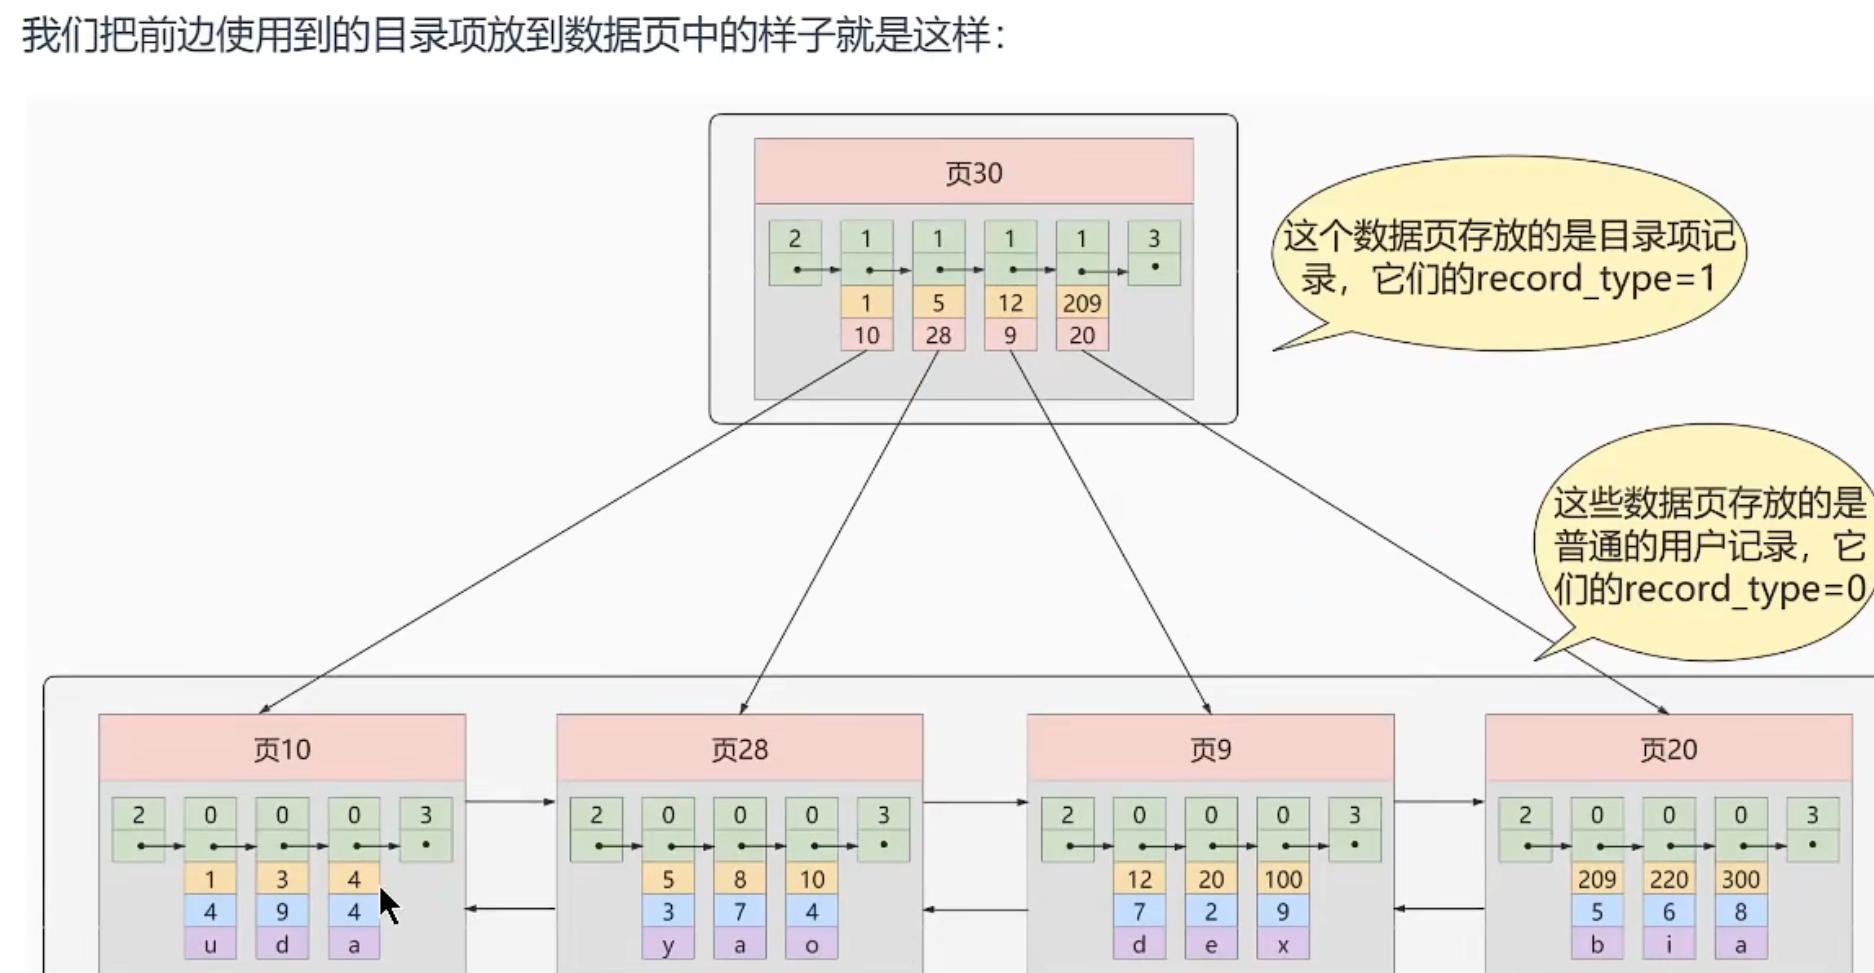 我们把前边使用到的目录项放到数据页中的样子就是这样：
页30
2 1 1 1 1 3
1 5 12 209
10 28 9 20
这个数据页存放的是目录项记
录，它们的record_type=1
这些数据页存放的是
普通的用户记录，它
们的record_type=0
页10
2 0 0 0 3
1 3 4
4 9 4
u d a
页28
2 0 0 0 3
5 8 10
3 7 4
y a o
页9
2 0 0 0 3
12 20 100
7 2 9
d e x
页20
2 0 0 0 3
209 220 300
5 6 8
b i a